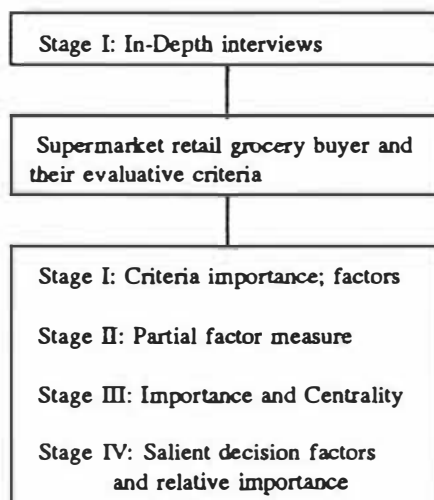 Stage I: In-Depth interviews
Supermarket retail grocery buyer and
their evaluative criteria
Stage I: Criteria importance; factors
Stage II: Partial factor measure
Stage III: Importance and Centrality
Stage IV: Salient decision factors
and relative importance